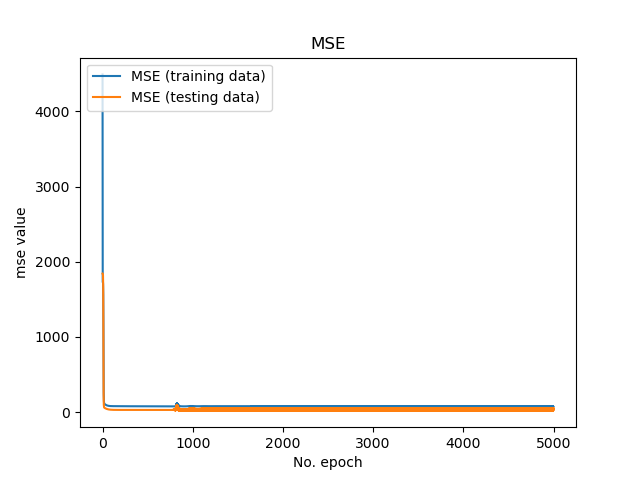 MSE
MSE (training data)
MSE (testing data)
4000
3000
2000
1000
0
mse value
0 1000 2000 3000 4000 5000
No. epoch